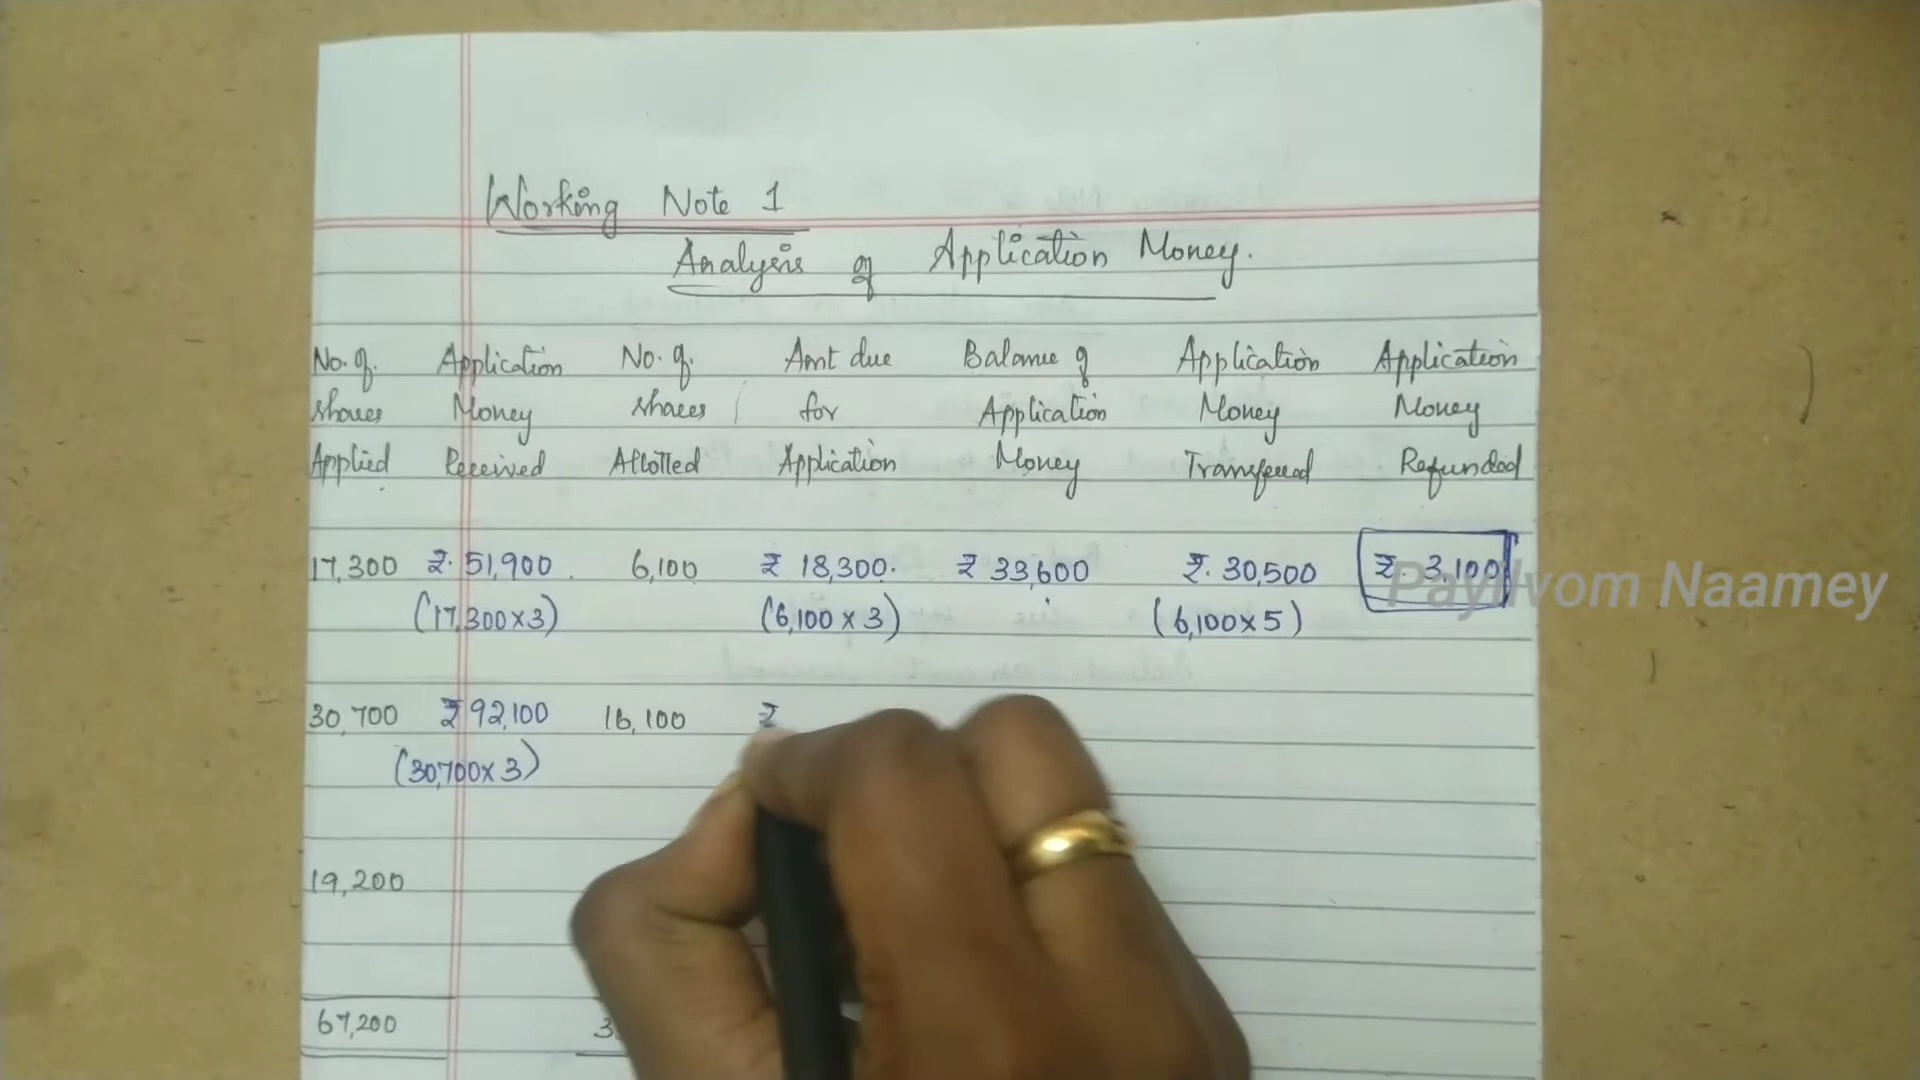 Working Note 1
Analysis of Application Money.
No. of. Application No. of. Amt due Balance of Application Application
shares Money shares for Application Money Money
Applied Received Allotted Application Money Transferred Refunded
17,300 ₹. 51,900 6,100 ₹ 18,300. ₹ 33,600 ₹. 30,500 ₹. 3,100
(17,300x3) (6,100 x 3) (6,100x5)
30,700 ₹ 92,100 16,100 ₹
(30,700x3)
19,200
67,200
Payilvom Naamey